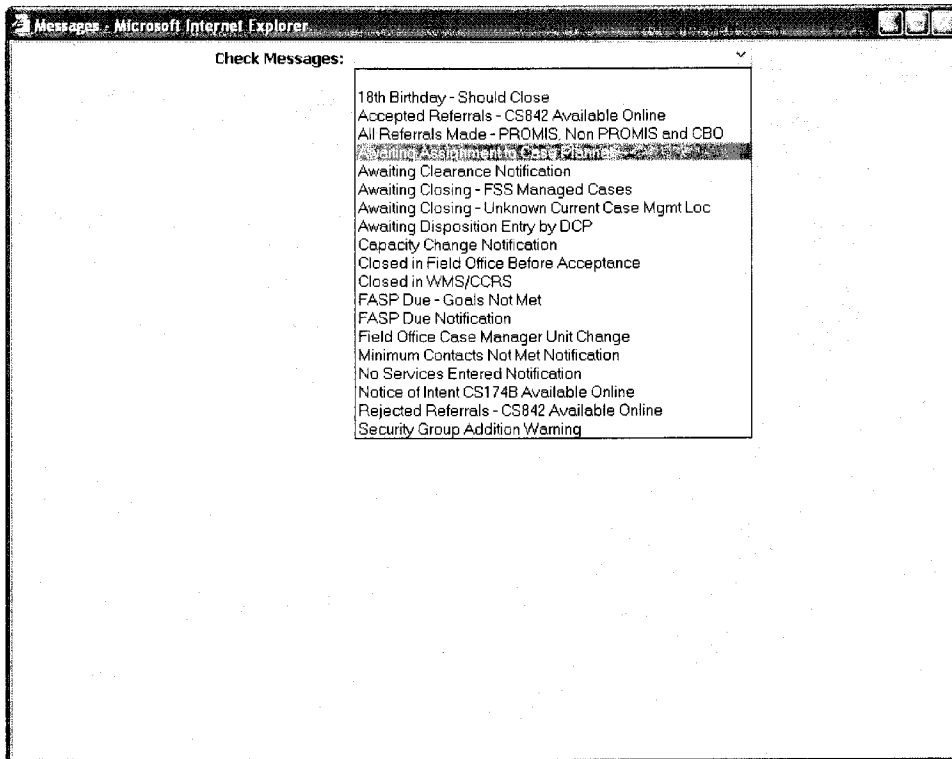 Messages - Microsoft Internet Explorer
Check Messages:
18th Birthday - Should Close
Accepted Referrals - CS842 Available Online
All Referrals Made - PROMIS, Non PROMIS and CBO
Awaiting Assignment to Case Planner
Awaiting Clearance Notification
Awaiting Closing - FSS Managed Cases
Awaiting Closing - Unknown Current Case Mgmt Loc
Awaiting Disposition Entry by DCP
Capacity Change Notification
Closed in Field Office Before Acceptance
Closed in WMS/CCRS
FASP Due - Goals Not Met
FASP Due Notification
Field Office Case Manager Unit Change
Minimum Contacts Not Met Notification
No Services Entered Notification
Notice of Intent CS174B Available Online
Rejected Referrals - CS842 Available Online
Security Group Addition Warning